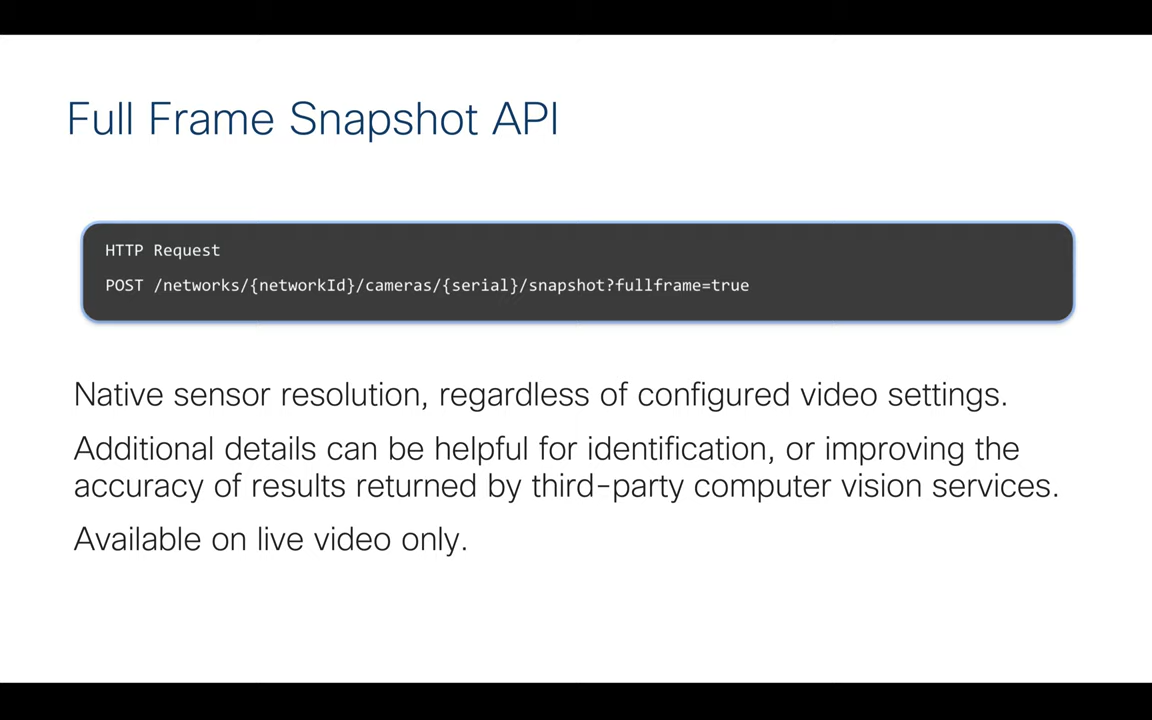 Full Frame Snapshot API
HTTP Request
POST /networks/{networkId}/cameras/{serial}/snapshot?fullframe=true
Native sensor resolution, regardless of configured video settings.
Additional details can be helpful for identification, or improving the
accuracy of results returned by third-party computer vision services.
Available on live video only.